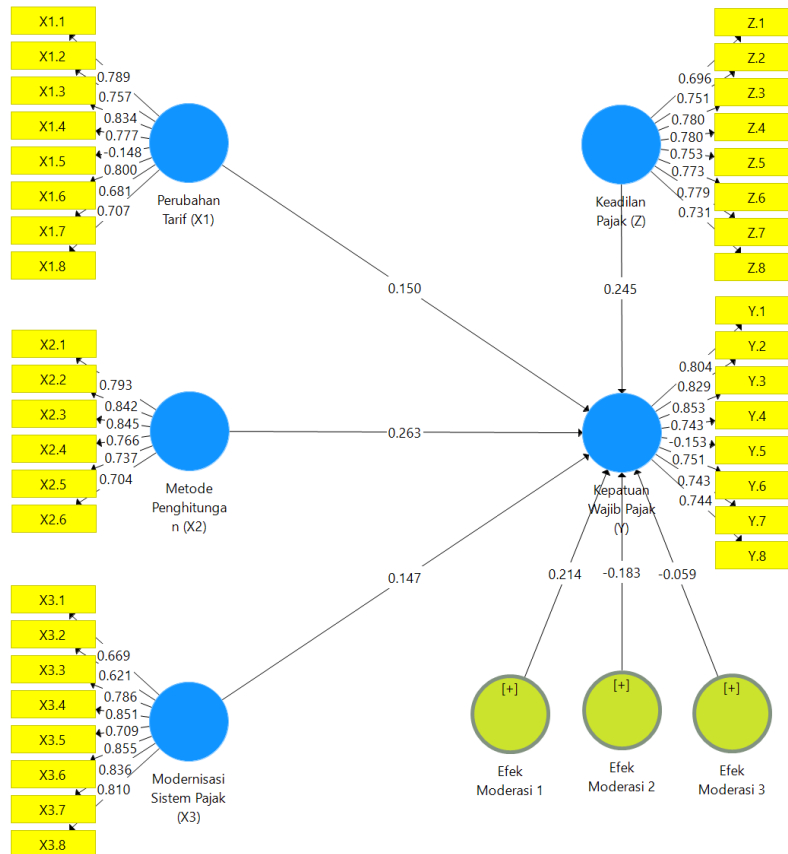 X1.1
X1.2
X1.3
X1.4
X1.5
X1.6
X1.7
X1.8
0.789
0.757
0.834
0.777
-0.148
0.800
0.681
0.707
Perubahan
Tarif (X1)
Z.1
Z.2
Z.3
Z.4
Z.5
Z.6
Z.7
Z.8
0.696
0.751
0.780
0.780
0.753
0.773
0.779
0.731
Keadilan
Pajak (Z)
0.150
0.245
X2.1
X2.2
X2.3
X2.4
X2.5
X2.6
0.793
0.842
0.845
0.766
0.737
0.704
Metode
Penghitunga
n (X2)
0.263
Y.1
Y.2
Y.3
Y.4
Y.5
Y.6
Y.7
Y.8
0.804
0.829
0.853
0.743
-0.153
0.751
0.743
0.744
Kepatuan
Wajib Pajak
(Y)
0.147
0.214
-0.183
-0.059
X3.1
X3.2
X3.3
X3.4
X3.5
X3.6
X3.7
X3.8
0.669
0.621
0.786
0.851
0.709
0.855
0.836
0.810
Modernisasi
Sistem Pajak
(X3)
[+]
Efek
Moderasi 1
[+]
Efek
Moderasi 2
[+]
Efek
Moderasi 3